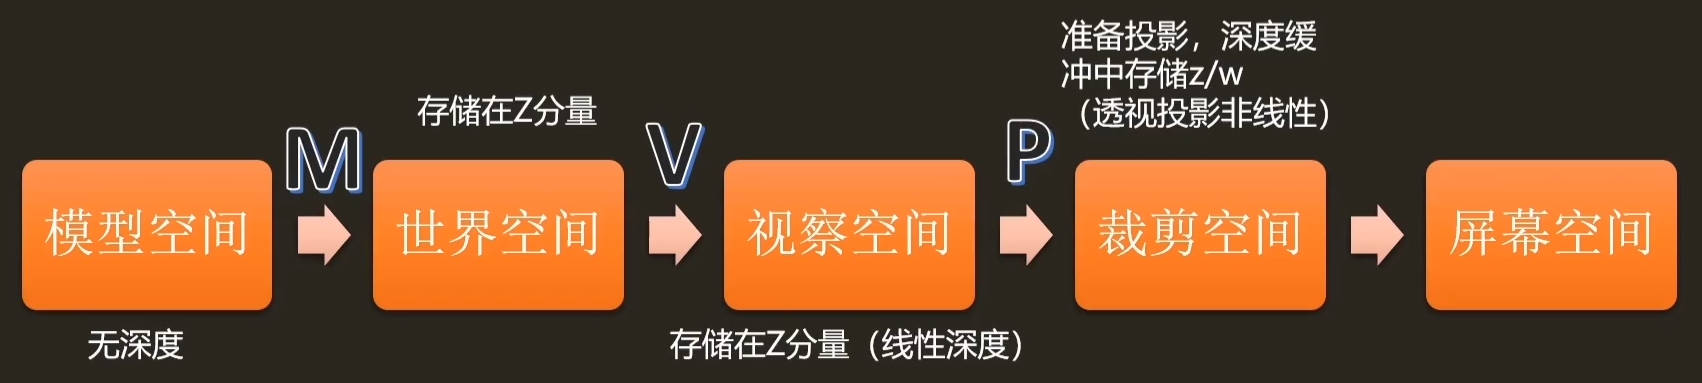 准备投影，深度缓
冲中存储z/w
（透视投影非线性）
存储在Z分量
M
V
P
模型空间
世界空间
视察空间
裁剪空间
屏幕空间
无深度
存储在Z分量（线性深度）